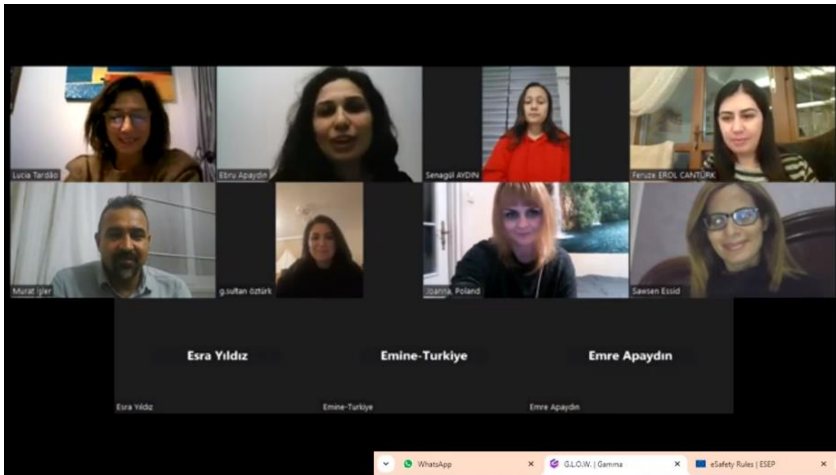 Lucia Tardão
Ebru Apaydın
Senagül AYDIN
Feruze EROL CANTÜRK
Murat İşler
g.sultan öztürk
Joanna, Poland
Sawsen Essid
Esra Yıldız
Emine-Turkiye
Emre Apaydın
Esra Yıldız
Emine-Turkiye
Emre Apaydın
WhatsApp
G.L.O.W. | Gamma
eSafety Rules | ESEP